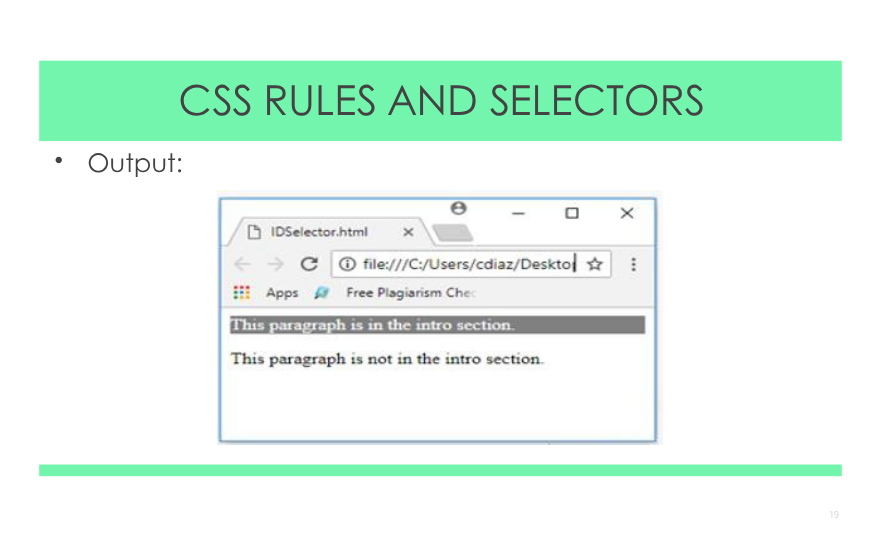 CSS RULES AND SELECTORS
• Output:
IDSelector.html
file:///C:/Users/cdiaz/Desktop
Apps Free Plagiarism Chec
This paragraph is in the intro section.
This paragraph is not in the intro section.
19